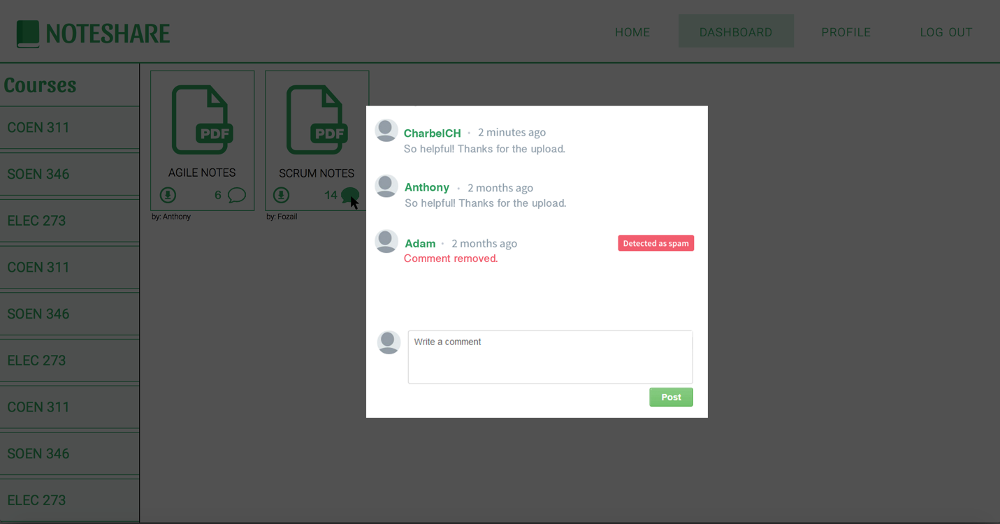 NOTESHARE
HOME
DASHBOARD
PROFILE
LOG OUT
Courses
COEN 311
SOEN 346
ELEC 273
COEN 311
SOEN 346
ELEC 273
COEN 311
SOEN 346
ELEC 273
PDF
AGILE NOTES
6
by: Anthony
PDF
SCRUM NOTES
14
by: Fozail
CharbelCH • 2 minutes ago
So helpful! Thanks for the upload.
Anthony • 2 months ago
So helpful! Thanks for the upload.
Adam • 2 months ago
Detected as spam
Comment removed.
Write a comment
Post